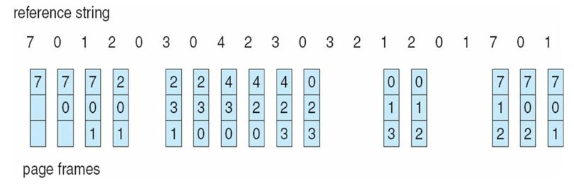 reference string
7 0 1 2 0 3 0 4 2 3 0 3 2 1 2 0 1 7 0 1
7 7 7 2 2 2 4 4 4 0 0 0 7 7 7
0 0 0 3 3 3 2 2 2 1 1 1 0 0
1 1 1 0 0 0 3 3 3 2 2 2 1
page frames